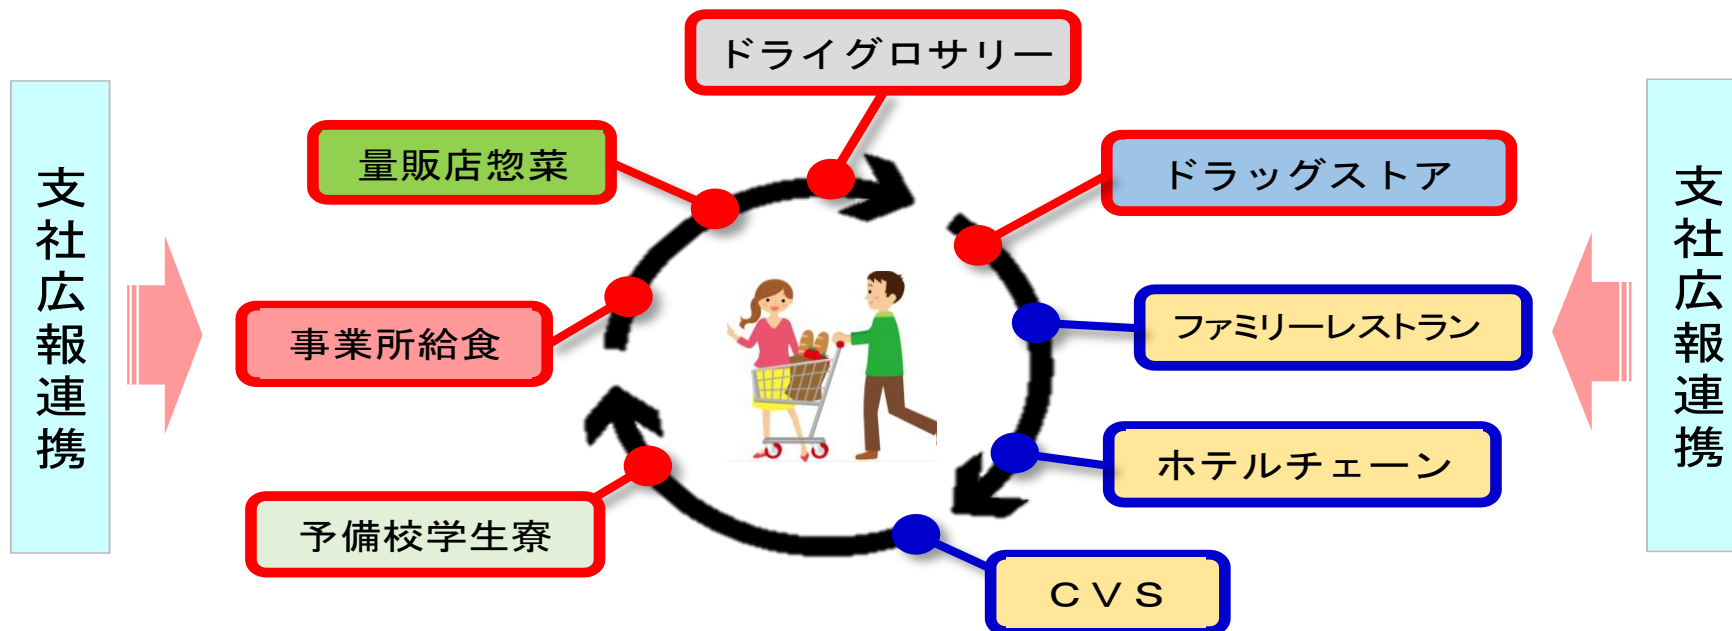 ドライグロサリー
量販店惣菜
ドラッグストア
支社広報連携
支社広報連携
ファミリーレストラン
事業所給食
ホテルチェーン
予備校学生寮
ＣＶＳ